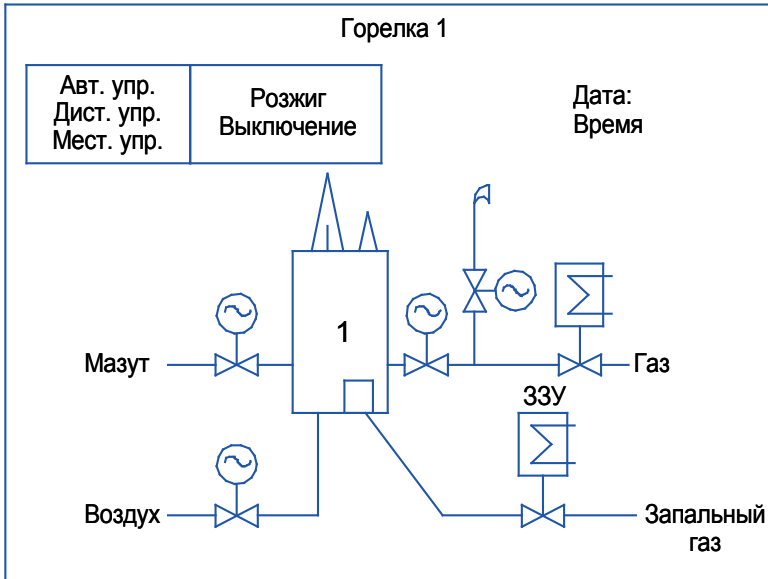 Горелка 1
Авт. упр.
Дист. упр.
Мест. упр.
Розжиг
Выключение
Дата:
Время
1
Мазут
Газ
ЗЗУ
Воздух
Запальный
газ